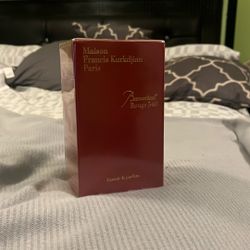 Maison
Francis Kurkdjian
Paris
Baccarat
Rouge 540
Extrait de parfum